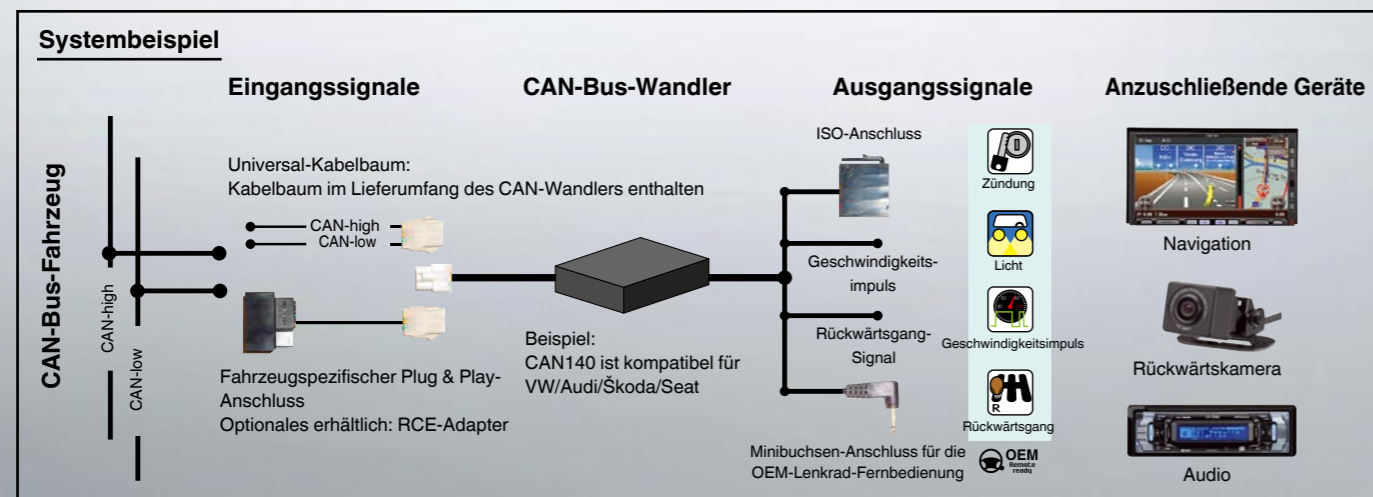 Systembeispiel
Eingangssignale
CAN-Bus-Wandler
Ausgangssignale
Anzuschließende Geräte
CAN-Bus-Fahrzeug
CAN-high
CAN-low
Universal-Kabelbaum:
Kabelbaum im Lieferumfang des CAN-Wandlers enthalten
CAN-high
CAN-low
Fahrzeugspezifischer Plug & Play-
Anschluss
Optionales erhältlich: RCE-Adapter
Beispiel:
CAN140 ist kompatibel für
VW/Audi/Škoda/Seat
ISO-Anschluss
Geschwindigkeits-
impuls
Rückwärtsgang-
Signal
Minibuchsen-Anschluss für die
OEM-Lenkrad-Fernbedienung
Zündung
Licht
Geschwindigkeitsimpuls
R
Rückwärtsgang
OEM
Remote
ready
Navigation
Rückwärtskamera
Audio